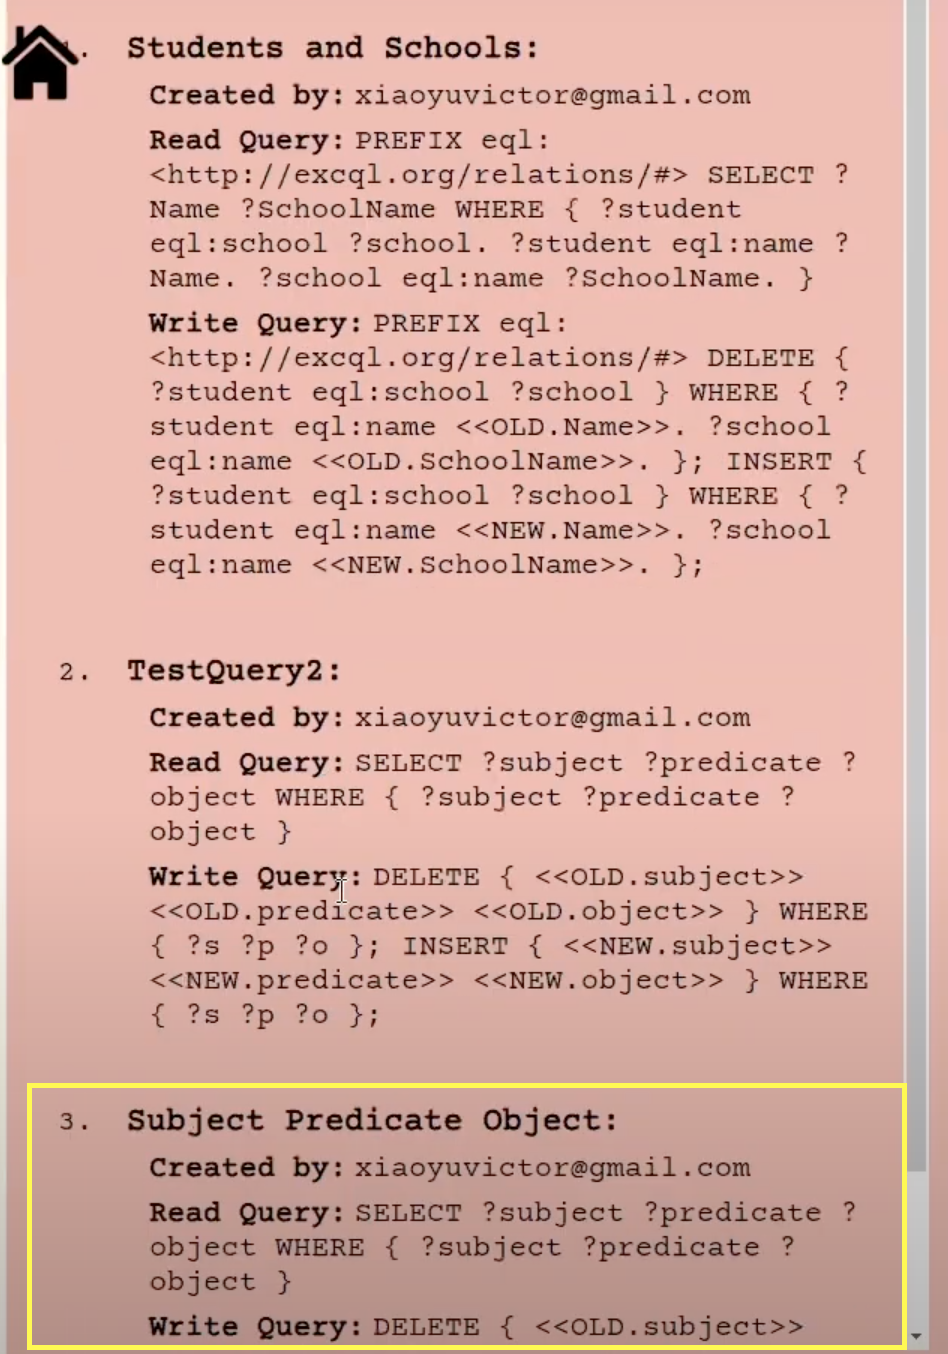 1. Students and Schools:
Created by: xiaoyuvictor@gmail.com
Read Query: PREFIX eql:
<http://excql.org/relations/#> SELECT ?
Name ?SchoolName WHERE { ?student
eql:school ?school. ?student eql:name ?
Name. ?school eql:name ?SchoolName. }
Write Query: PREFIX eql:
<http://excql.org/relations/#> DELETE {
?student eql:school ?school } WHERE { ?
student eql:name <<OLD.Name>>. ?school
eql:name <<OLD.SchoolName>>. }; INSERT {
?student eql:school ?school } WHERE { ?
student eql:name <<NEW.Name>>. ?school
eql:name <<NEW.SchoolName>>. };
2. TestQuery2:
Created by: xiaoyuvictor@gmail.com
Read Query: SELECT ?subject ?predicate ?
object WHERE { ?subject ?predicate ?
object }
Write Query: DELETE { <<OLD.subject>>
<<OLD.predicate>> <<OLD.object>> } WHERE
{ ?s ?p ?o }; INSERT { <<NEW.subject>>
<<NEW.predicate>> <<NEW.object>> } WHERE
{ ?s ?p ?o };
3. Subject Predicate Object:
Created by: xiaoyuvictor@gmail.com
Read Query: SELECT ?subject ?predicate ?
object WHERE { ?subject ?predicate ?
object }
Write Query: DELETE { <<OLD.subject>>